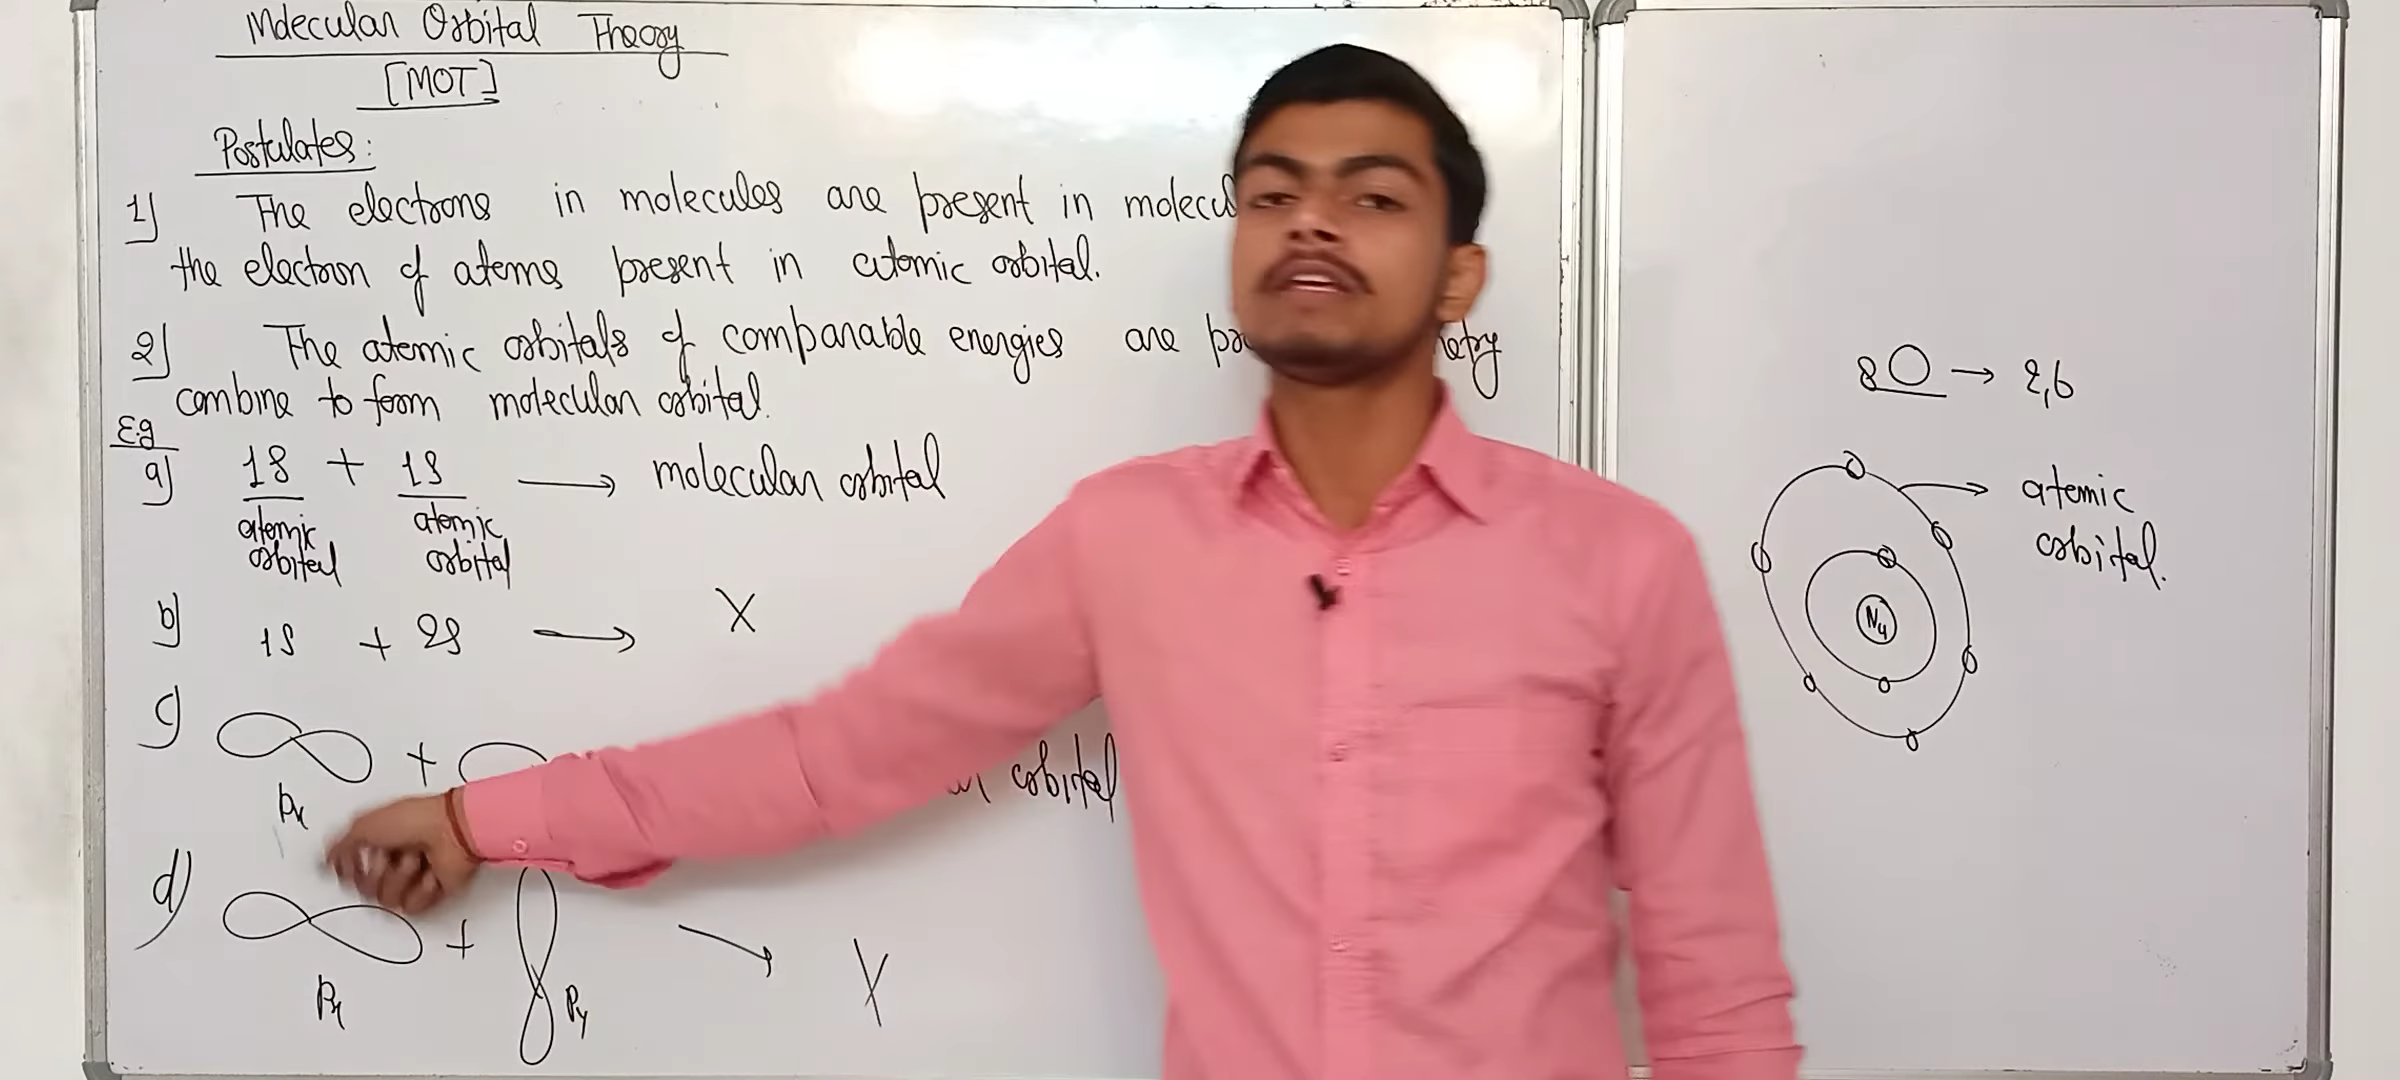 Molecular Orbital Theory
[MOT]
Postulates:
1) The electrons in molecules are present in
the electron of atoms present in atomic orbital.
2) The atomic orbitals of comparable energies are
combine to form molecular orbital.
E.g
a) 1s + 1s → molecular orbital
atomic orbital atomic orbital
b) 1s + 2s → X
c) +
orbital
Px
d) + → X
Px Py
8O → 2,6
atomic
orbital.
Nu